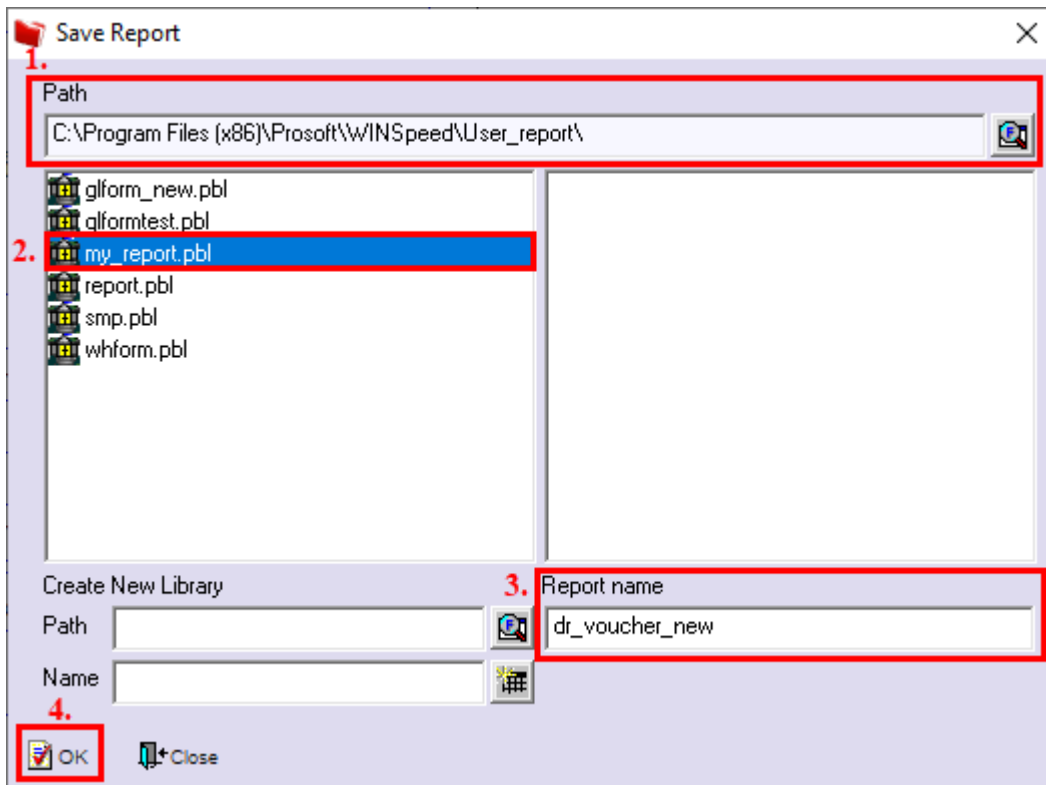 Save Report
1.
Path
C:\Program Files (x86)\Prosoft\WINSpeed\User_report\
glform_new.pbl
glformtest.pbl
2.
my_report.pbl
report.pbl
smp.pbl
whform.pbl
Create New Library
3. Report name
Path
dr_voucher_new
Name
4.
OK
Close